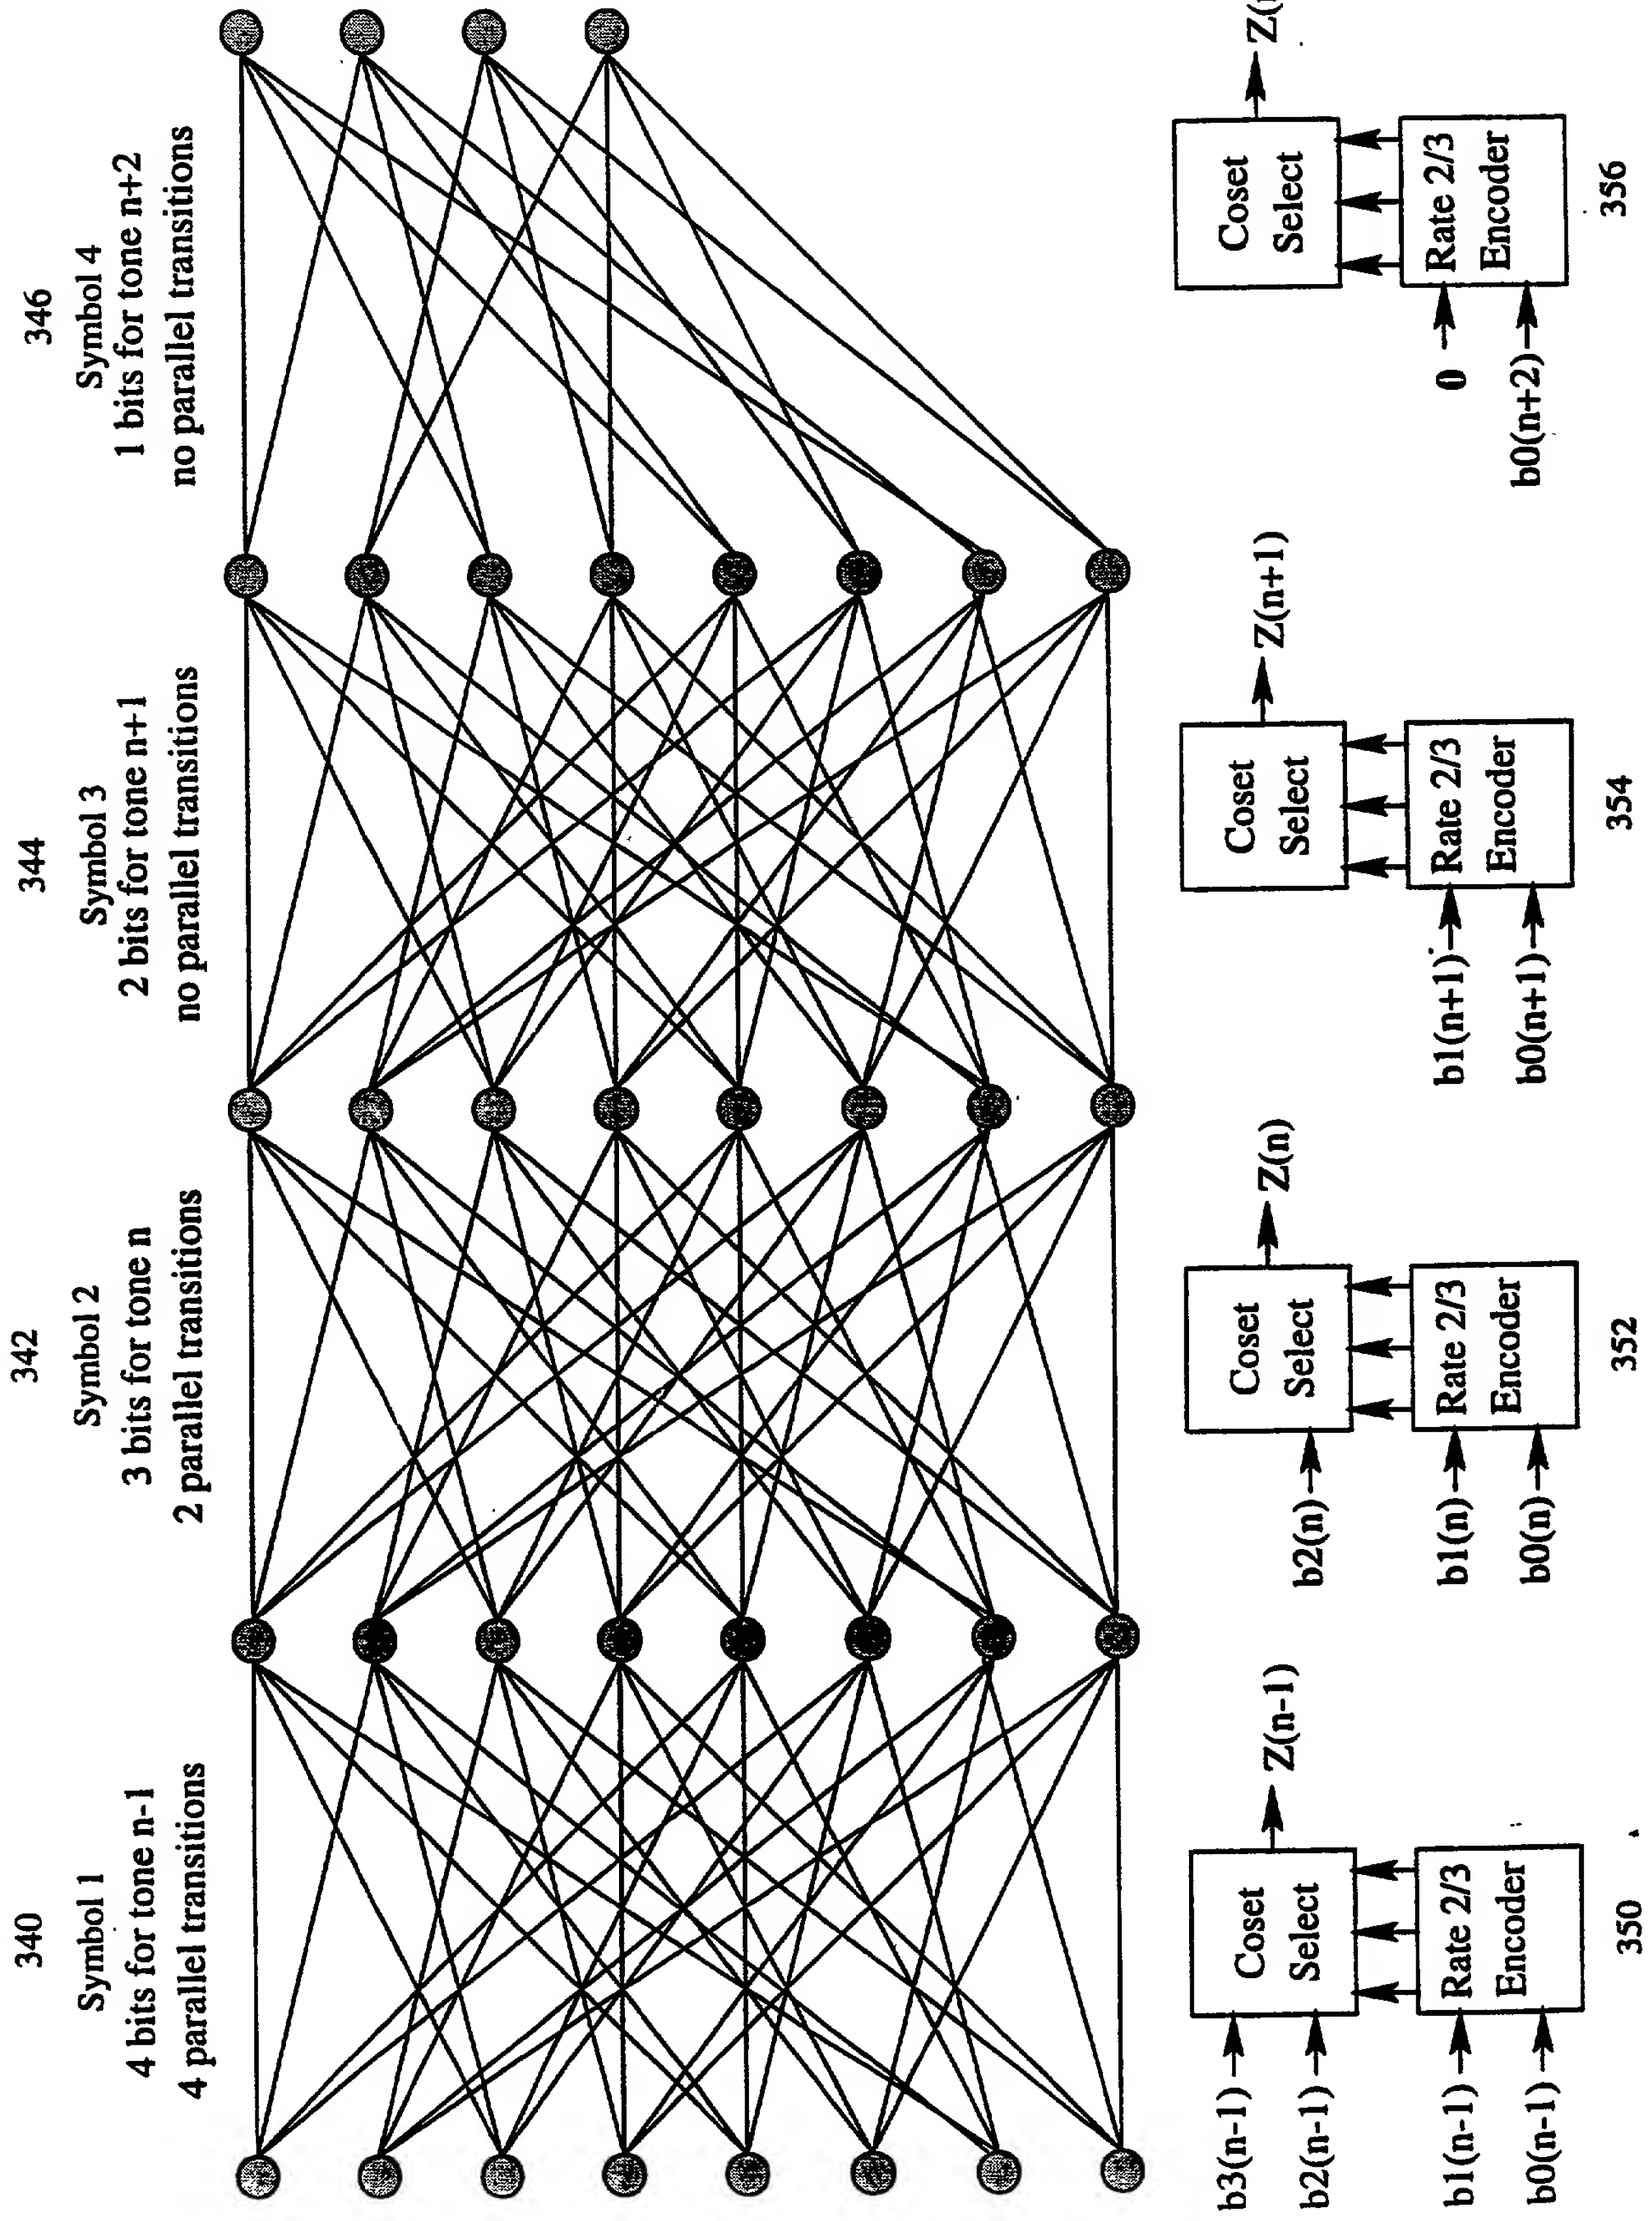 340
Symbol 1
4 bits for tone n-1
4 parallel transitions
342
Symbol 2
3 bits for tone n
2 parallel transitions
344
Symbol 3
2 bits for tone n+1
no parallel transitions
346
Symbol 4
1 bits for tone n+2
no parallel transitions
b3(n-1)
b2(n-1)
Coset
Select
Z(n-1)
b1(n-1)
b0(n-1)
Rate 2/3
Encoder
350
b2(n)
Coset
Select
Z(n)
b1(n)
b0(n)
Rate 2/3
Encoder
352
Coset
Select
Z(n+1)
b1(n+1)
b0(n+1)
Rate 2/3
Encoder
354
Coset
Select
0
b0(n+2)
Rate 2/3
Encoder
356